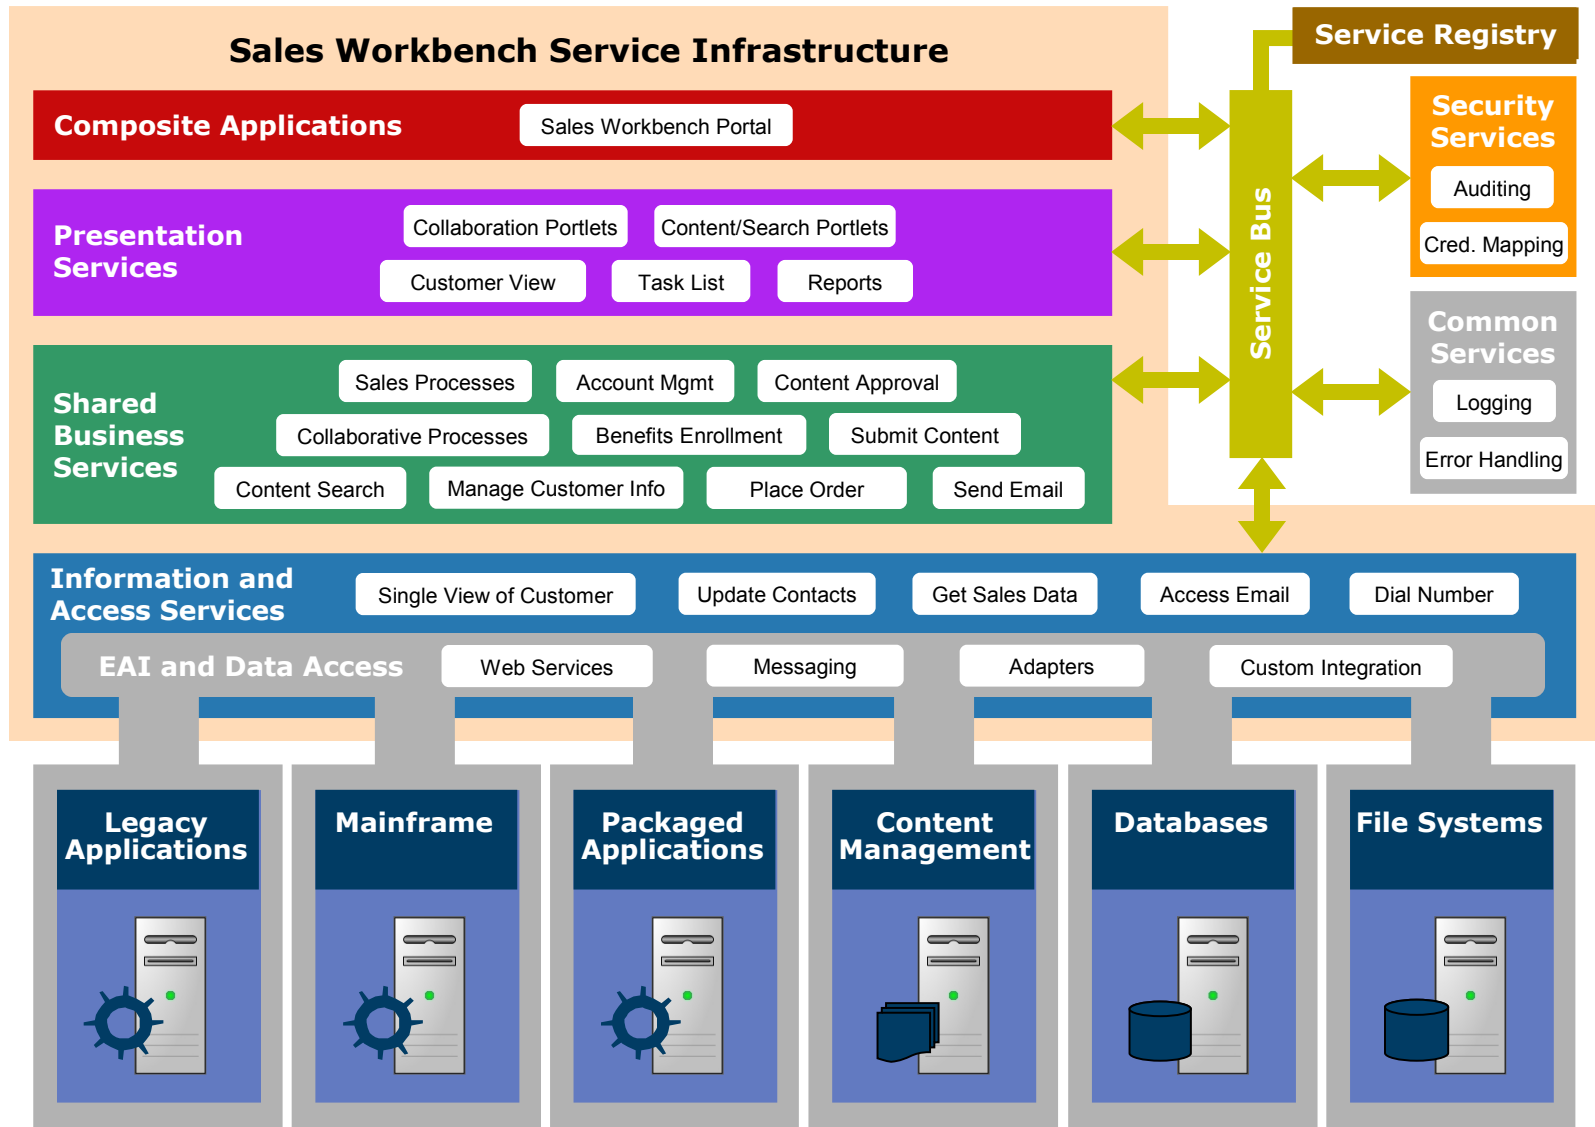 Sales Workbench Service Infrastructure
Service Registry
Composite Applications
Sales Workbench Portal
Presentation
Services
Collaboration Portlets
Content/Search Portlets
Customer View
Task List
Reports
Shared
Business
Services
Sales Processes
Account Mgmt
Content Approval
Collaborative Processes
Benefits Enrollment
Submit Content
Content Search
Manage Customer Info
Place Order
Send Email
Service Bus
Security
Services
Auditing
Cred. Mapping
Common
Services
Logging
Error Handling
Information and
Access Services
Single View of Customer
Update Contacts
Get Sales Data
Access Email
Dial Number
EAI and Data Access
Web Services
Messaging
Adapters
Custom Integration
Legacy
Applications
Mainframe
Packaged
Applications
Content
Management
Databases
File Systems